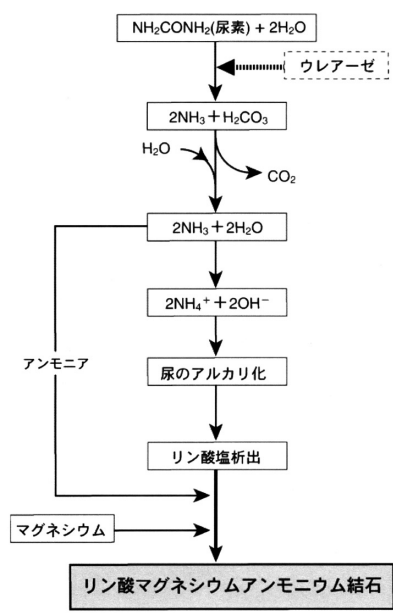 NH₂CONH₂(尿素) + 2H₂O
ウレアーゼ
2NH₃ + H₂CO₃
H₂O
CO₂
2NH₃ + 2H₂O
2NH₄⁺ + 2OH⁻
アンモニア
尿のアルカリ化
リン酸塩析出
マグネシウム
リン酸マグネシウムアンモニウム結石